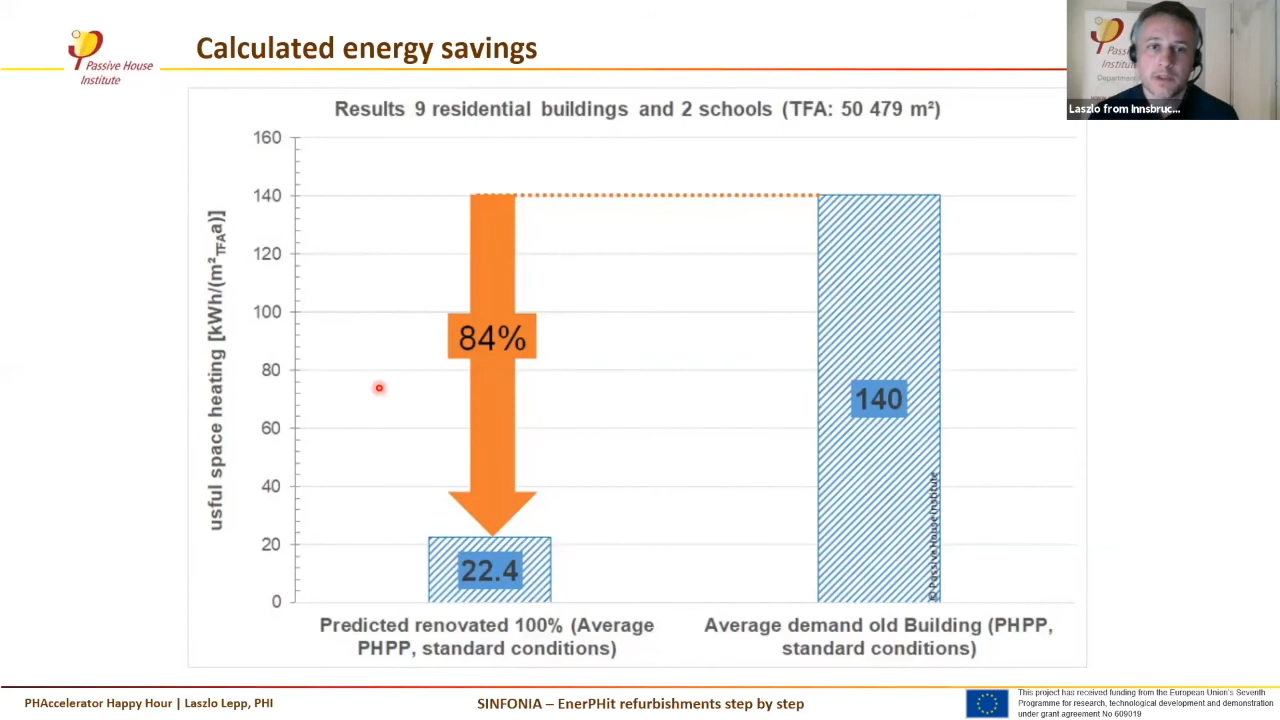 Passive House
Institute
Calculated energy savings
Laszlo from Innsbruc...
Results 9 residential buildings and 2 schools (TFA: 50 479 m²)
usful space heating [kWh/(m²TFAa)]
160
140
120
100
80
60
40
20
0
84%
22.4
140
© Passive House Institute
Predicted renovated 100% (Average
PHPP, standard conditions)
Average demand old Building (PHPP,
standard conditions)
PHAccelerator Happy Hour | Laszlo Lepp, PHI
SINFONIA – EnerPHit refurbishments step by step
This project has received funding from the European Union's Seventh
Programme for research, technological development and demonstration
under grant agreement No 609019